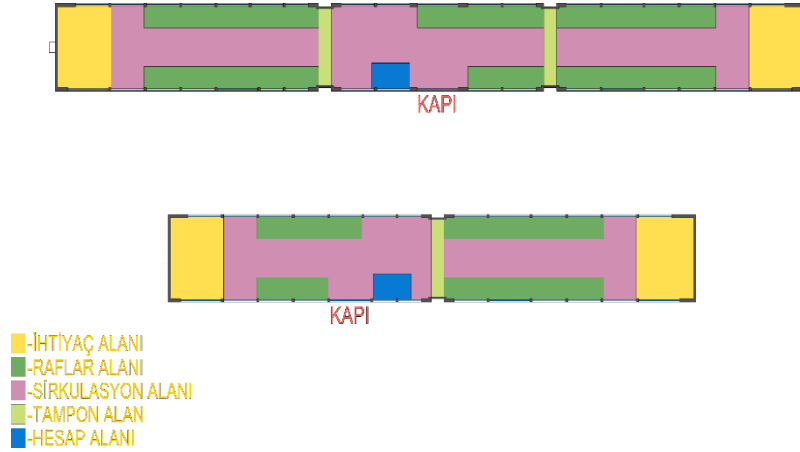 KAPI
KAPI
-İHTİYAÇ ALANI
-RAFLAR ALANI
-SİRKULASYON ALANI
-TAMPON ALAN
-HESAP ALANI